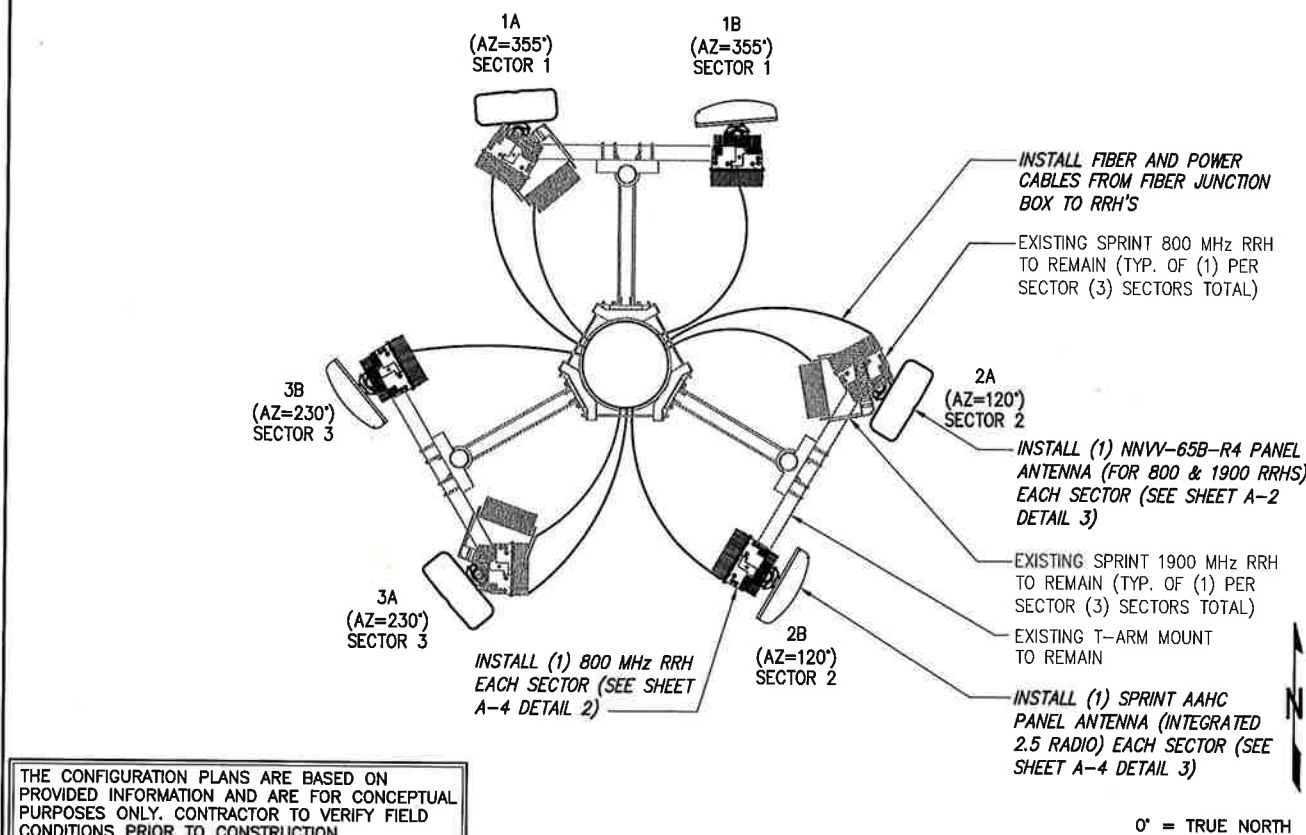 1A
(AZ=355°)
SECTOR 1
1B
(AZ=355°)
SECTOR 1
INSTALL FIBER AND POWER
CABLES FROM FIBER JUNCTION
BOX TO RRH'S
EXISTING SPRINT 800 MHz RRH
TO REMAIN (TYP. OF (1) PER
SECTOR (3) SECTORS TOTAL)
2A
(AZ=120°)
SECTOR 2
INSTALL (1) NNVV-65B-R4 PANEL
ANTENNA (FOR 800 & 1900 RRHS)
EACH SECTOR (SEE SHEET A-2
DETAIL 3)
EXISTING SPRINT 1900 MHz RRH
TO REMAIN (TYP. OF (1) PER
SECTOR (3) SECTORS TOTAL)
EXISTING T-ARM MOUNT
TO REMAIN
INSTALL (1) SPRINT AAHC
PANEL ANTENNA (INTEGRATED
2.5 RADIO) EACH SECTOR (SEE
SHEET A-4 DETAIL 3)
3B
(AZ=230°)
SECTOR 3
3A
(AZ=230°)
SECTOR 3
2B
(AZ=120°)
SECTOR 2
INSTALL (1) 800 MHz RRH
EACH SECTOR (SEE SHEET
A-4 DETAIL 2)
N
0° = TRUE NORTH
THE CONFIGURATION PLANS ARE BASED ON
PROVIDED INFORMATION AND ARE FOR CONCEPTUAL
PURPOSES ONLY. CONTRACTOR TO VERIFY FIELD
CONDITIONS PRIOR TO CONSTRUCTION